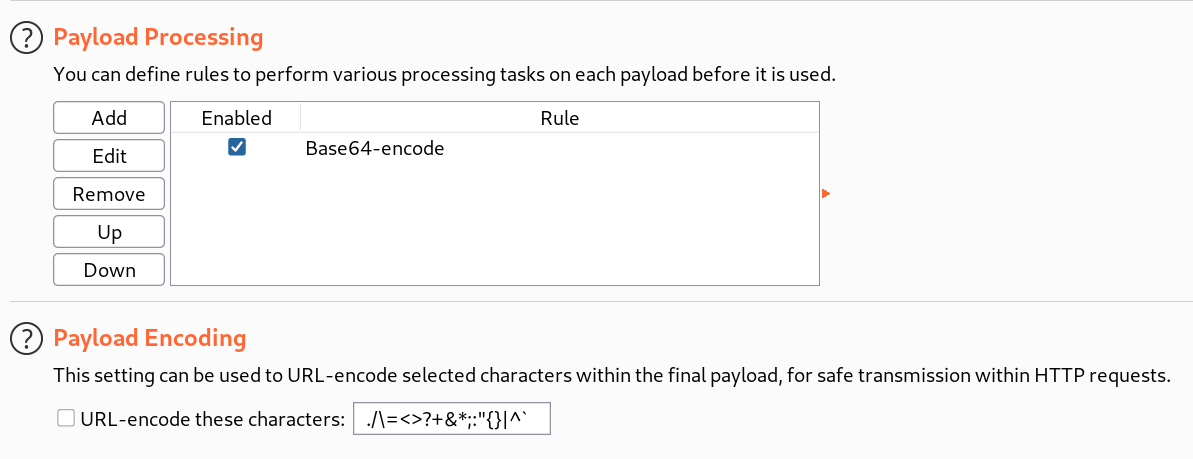 ? Payload Processing
You can define rules to perform various processing tasks on each payload before it is used.
Add
Enabled
Rule
Edit
Base64-encode
Remove
Up
Down
? Payload Encoding
This setting can be used to URL-encode selected characters within the final payload, for safe transmission within HTTP requests.
URL-encode these characters: ./\=<>?+&*;:"{}|^`